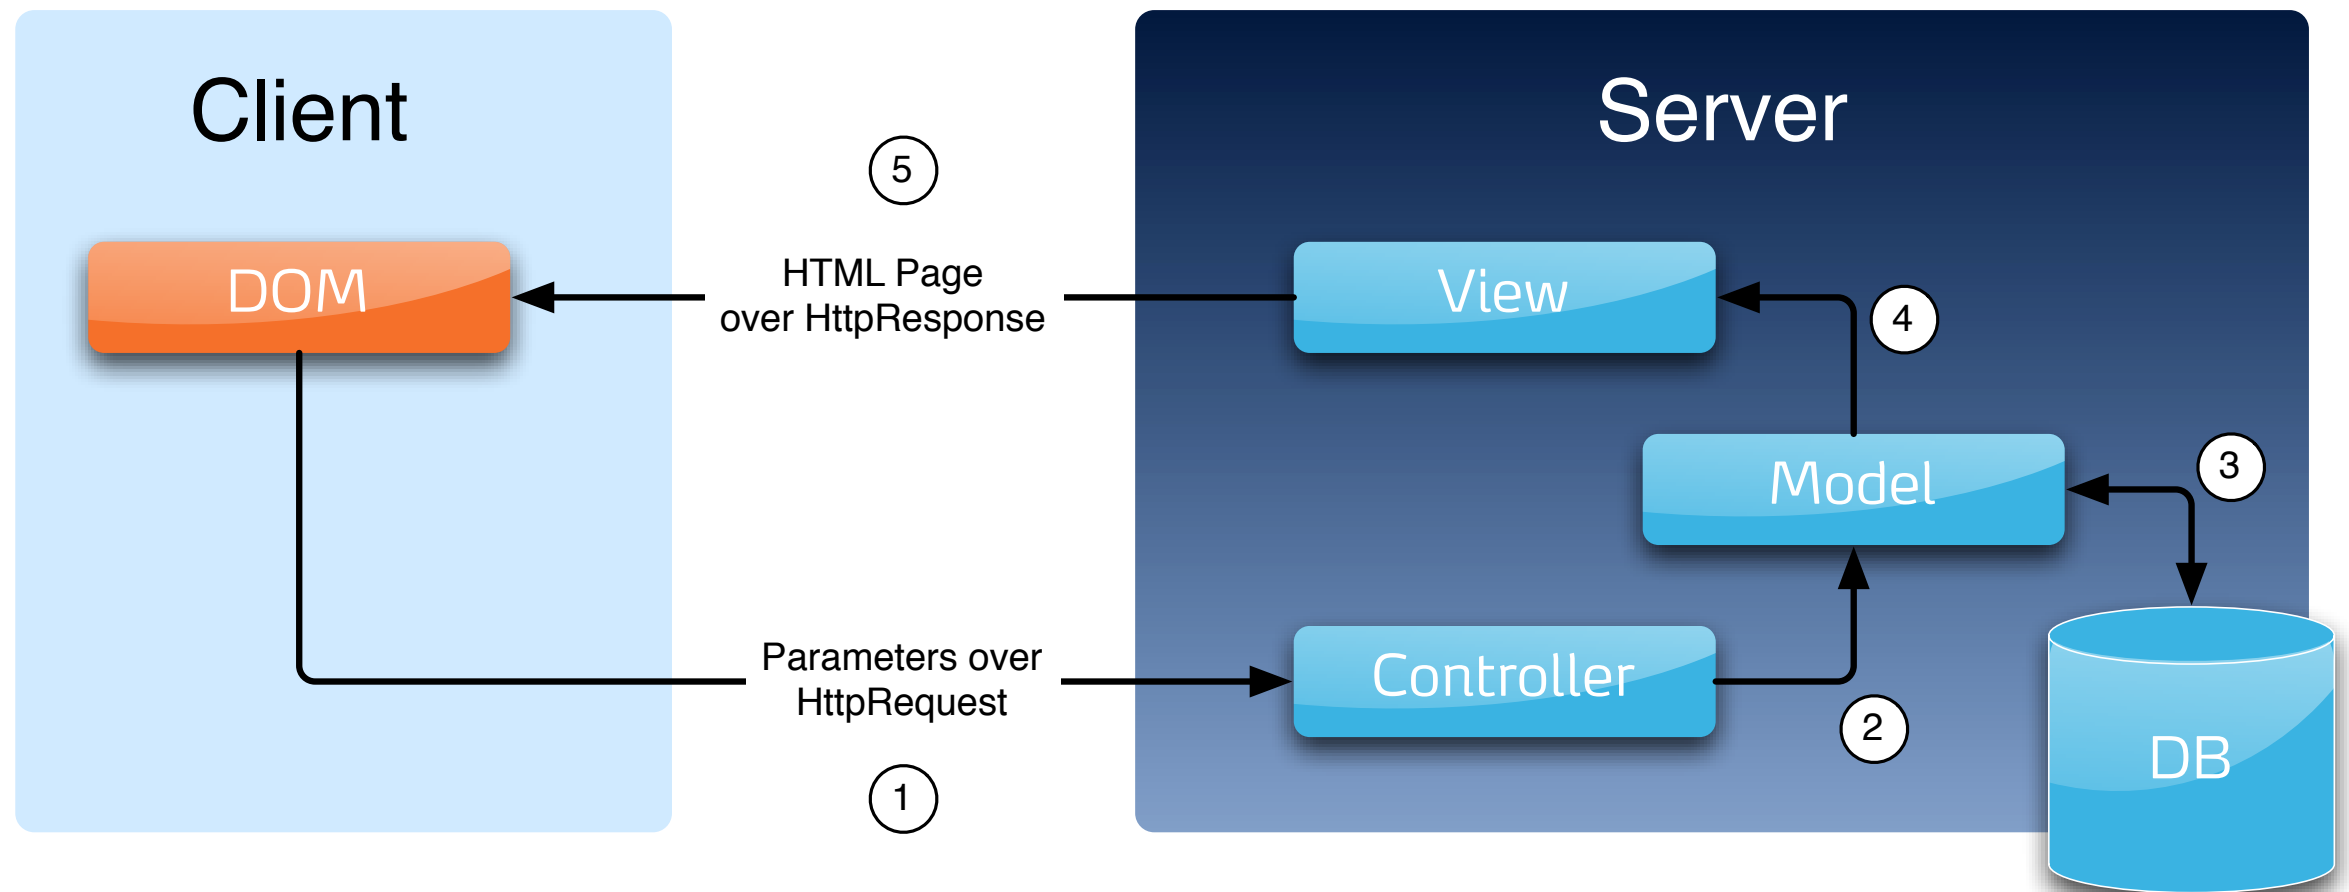 Client
Server
5
DOM
HTML Page
over HttpResponse
View
4
Model
3
Parameters over
HttpRequest
Controller
2
DB
1